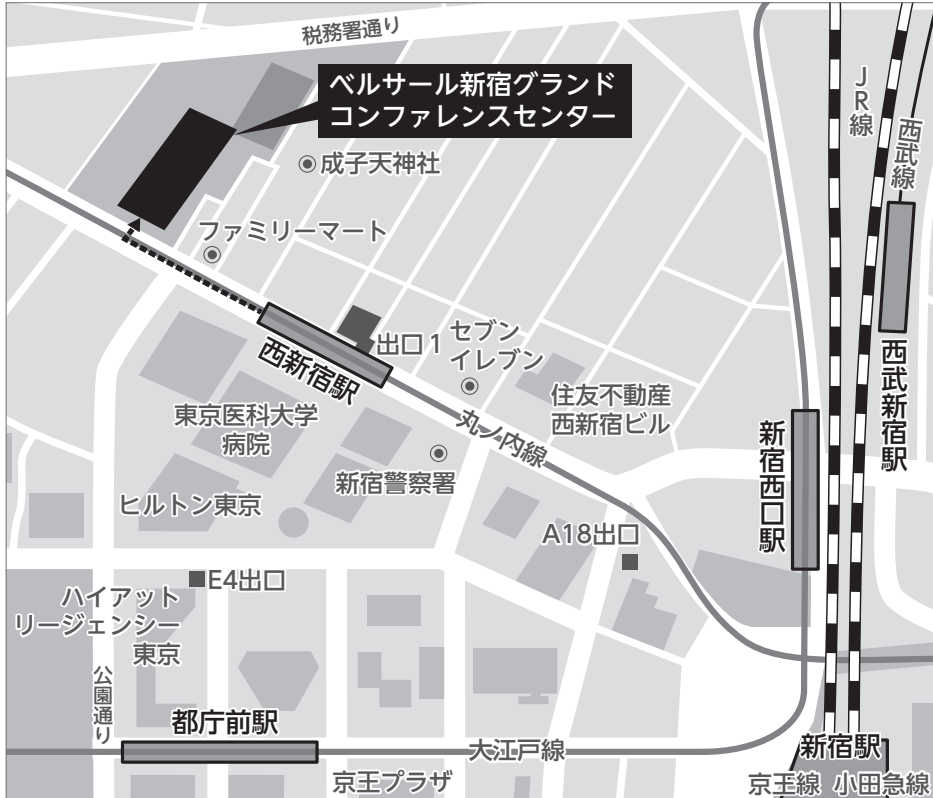 税務署通り
ベルサール新宿グランド
コンファレンスセンター
JR線
西武線
成子天神社
ファミリーマート
出口1
セブン
イレブン
西新宿駅
西武新宿駅
住友不動産
西新宿ビル
東京医科大学
病院
丸ノ内線
新宿西口駅
新宿警察署
ヒルトン東京
A18出口
E4出口
ハイアット
リージェンシー
東京
公園通り
都庁前駅
大江戸線
新宿駅
京王プラザ
京王線 小田急線